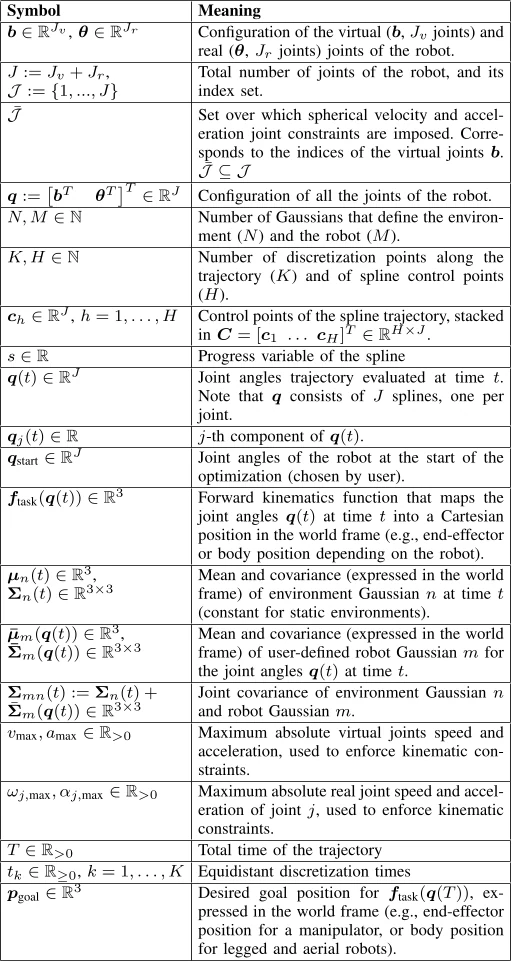 Symbol Meaning
b ∈ ℝ^{J_v}, θ ∈ ℝ^{J_r} Configuration of the virtual (b, J_v joints) and
real (θ, J_r joints) joints of the robot.
J := J_v + J_r, Total number of joints of the robot, and its
𝒥 := {1, ..., J} index set.
𝒥̄ Set over which spherical velocity and accel-
eration joint constraints are imposed. Corre-
sponds to the indices of the virtual joints b.
𝒥̄ ⊆ 𝒥
q := [b^T θ^T]^T ∈ ℝ^J Configuration of all the joints of the robot.
N, M ∈ ℕ Number of Gaussians that define the environ-
ment (N) and the robot (M).
K, H ∈ ℕ Number of discretization points along the
trajectory (K) and of spline control points
(H).
c_h ∈ ℝ^J, h = 1, . . . , H Control points of the spline trajectory, stacked
in C = [c_1 … c_H]^T ∈ ℝ^{H×J}.
s ∈ ℝ Progress variable of the spline
q(t) ∈ ℝ^J Joint angles trajectory evaluated at time t.
Note that q consists of J splines, one per
joint.
q_j(t) ∈ ℝ j-th component of q(t).
q_start ∈ ℝ^J Joint angles of the robot at the start of the
optimization (chosen by user).
f_task(q(t)) ∈ ℝ^3 Forward kinematics function that maps the
joint angles q(t) at time t into a Cartesian
position in the world frame (e.g., end-effector
or body position depending on the robot).
μ_n(t) ∈ ℝ^3, Mean and covariance (expressed in the world
Σ_n(t) ∈ ℝ^{3×3} frame) of environment Gaussian n at time t
(constant for static environments).
μ̄_m(q(t)) ∈ ℝ^3, Mean and covariance (expressed in the world
Σ̄_m(q(t)) ∈ ℝ^{3×3} frame) of user-defined robot Gaussian m for
the joint angles q(t) at time t.
Σ_{mn}(t) := Σ_n(t) + Joint covariance of environment Gaussian n
Σ̄_m(q(t)) ∈ ℝ^{3×3} and robot Gaussian m.
v_max, a_max ∈ ℝ_{>0} Maximum absolute virtual joints speed and
acceleration, used to enforce kinematic con-
straints.
ω_{j,max}, α_{j,max} ∈ ℝ_{>0} Maximum absolute real joint speed and accel-
eration of joint j, used to enforce kinematic
constraints.
T ∈ ℝ_{>0} Total time of the trajectory
t_k ∈ ℝ_{≥0}, k = 1, . . . , K Equidistant discretization times
p_goal ∈ ℝ^3 Desired goal position for f_task(q(T)), ex-
pressed in the world frame (e.g., end-effector
position for a manipulator, or body position
for legged and aerial robots).